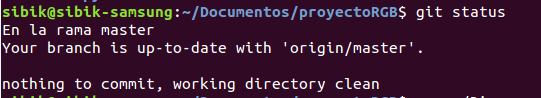 sibik@sibik-samsung:~/Documentos/proyectoRGB$ git status
En la rama master
Your branch is up-to-date with 'origin/master'.
nothing to commit, working directory clean